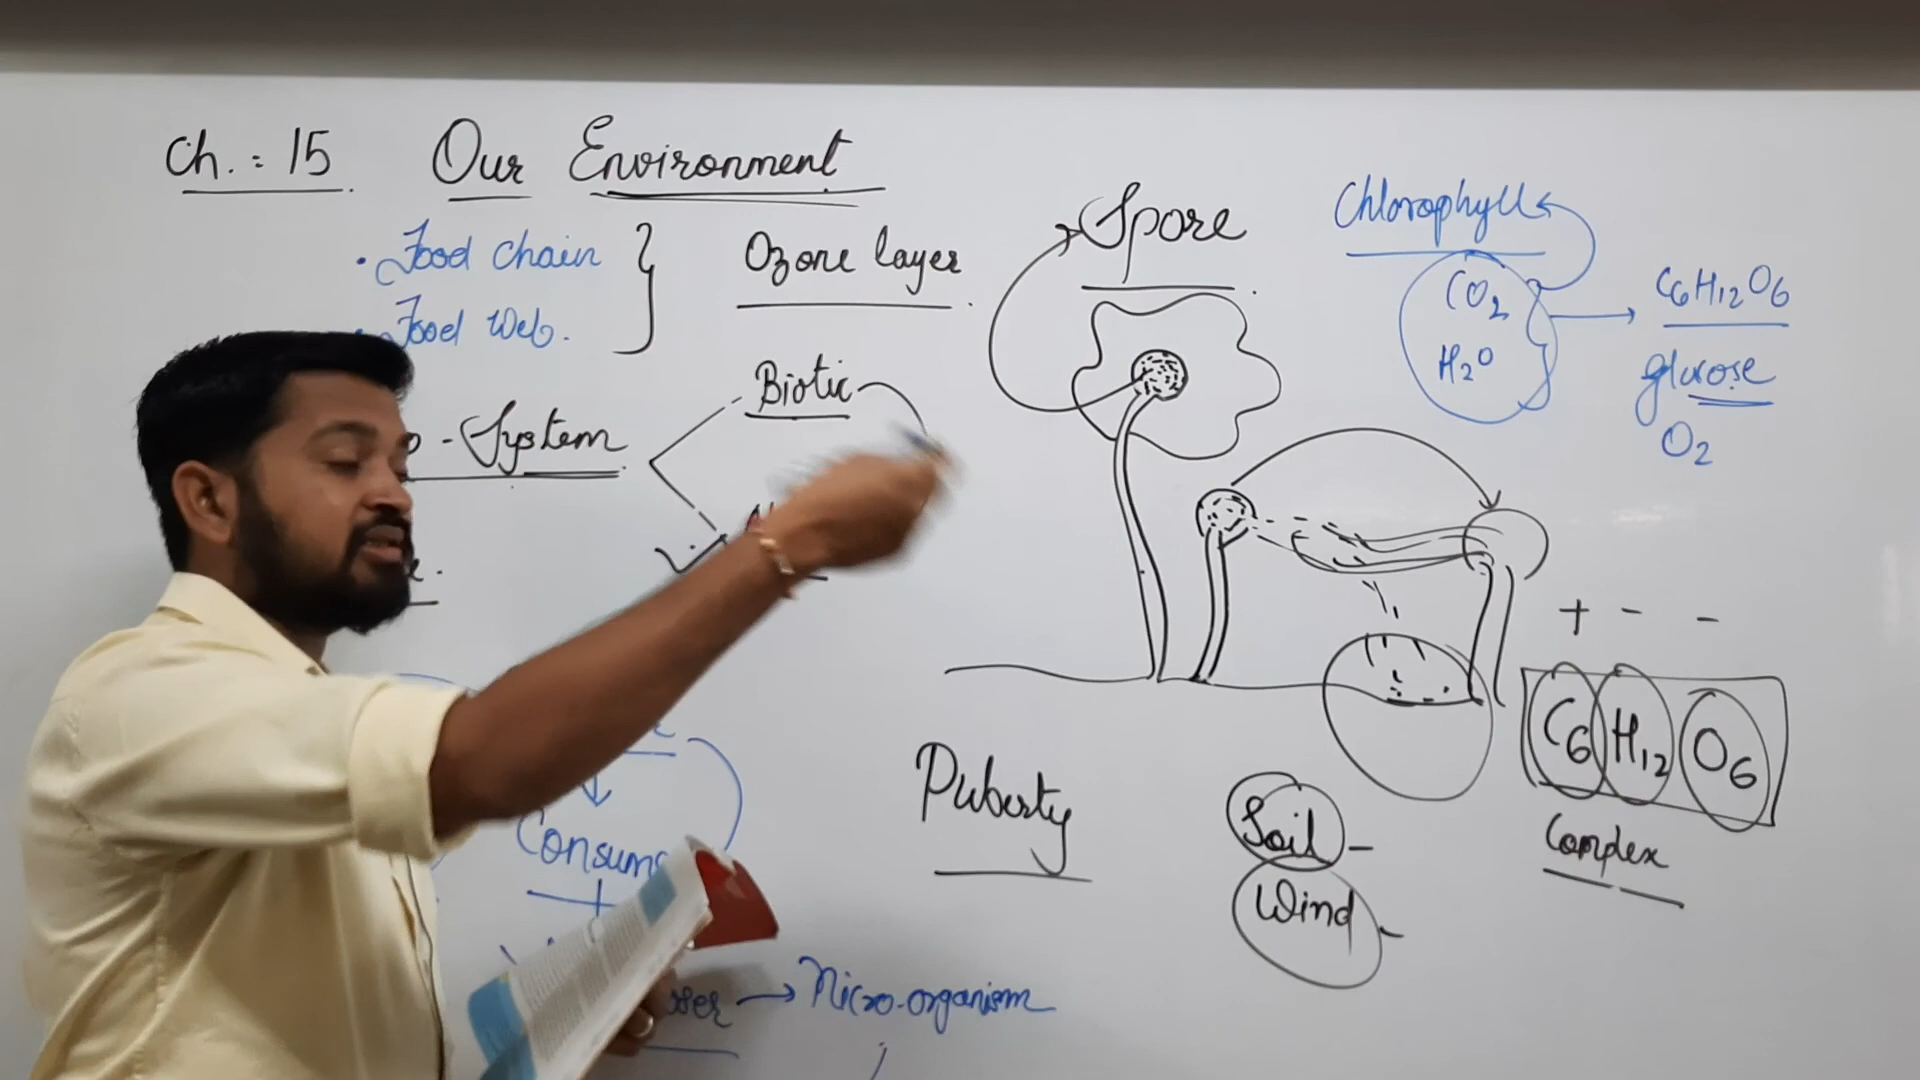 Ch. : 15 Our Environment
• Food chain
Food Web.
Ozone layer
System
Biotic
Spore
Chlorophyll
CO2
H2O
C6H12O6
glucose
O2
+ - -
C6 H12 O6
Complex
Puberty
Soil -
Wind -
Consum
→ Micro-organism